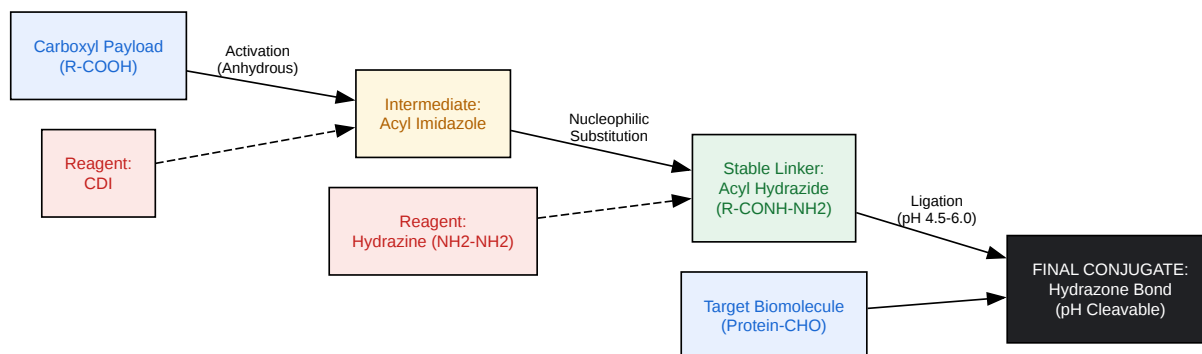 Carboxyl Payload
(R-COOH)
Activation
(Anhydrous)
Reagent:
CDI
Intermediate:
Acyl Imidazole
Nucleophilic
Substitution
Reagent:
Hydrazine (NH2-NH2)
Stable Linker:
Acyl Hydrazide
(R-CONH-NH2)
Ligation
(pH 4.5-6.0)
Target Biomolecule
(Protein-CHO)
FINAL CONJUGATE:
Hydrazone Bond
(pH Cleavable)